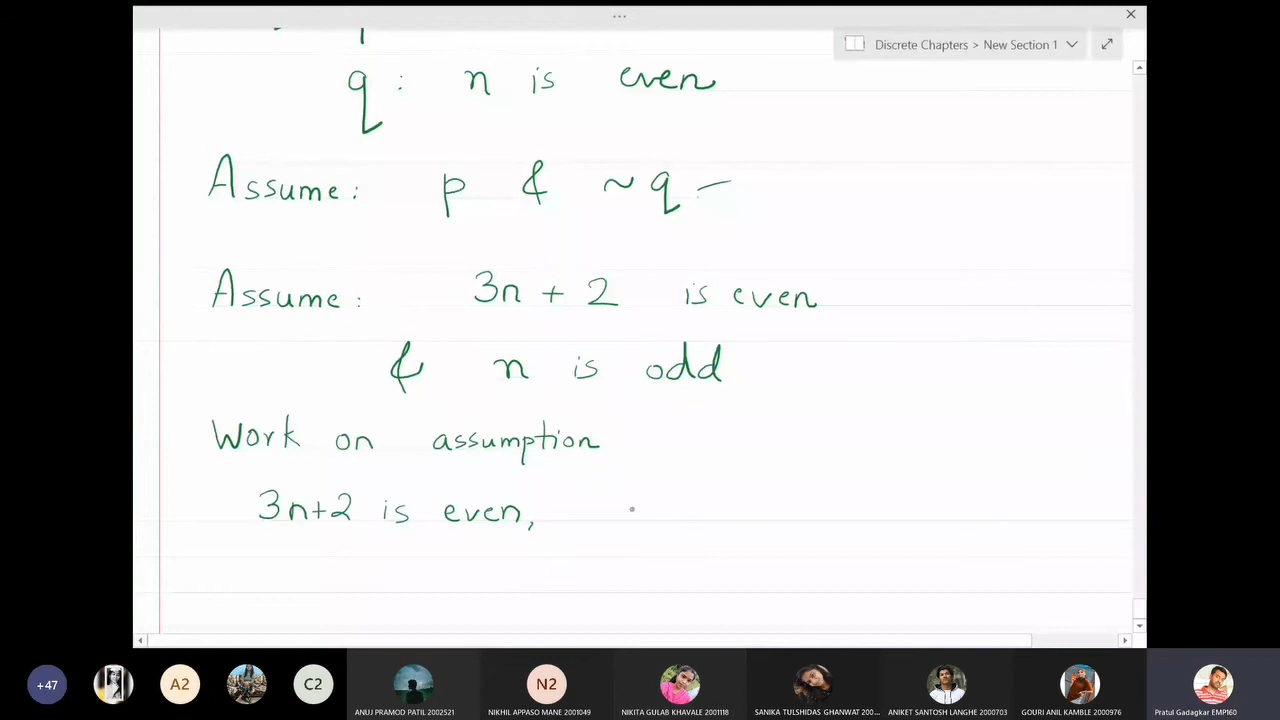 Discrete Chapters > New Section 1
q : n is even
Assume : p & ~q -
Assume : 3n + 2 is even
& n is odd
Work on assumption
3n+2 is even,
+47
A2
C2
ANUJ PRAMOD PATIL 2002521
N2
NIKHIL APPASO MANE 2001049
NIKITA GULAB KHAVALE 2001118
SANIKA TULSHIDAS GHANWAT 200...
ANIKET SANTOSH LANGHE 2000703
GOURI ANIL KAMBLE 2000976
Pratul Gadagkar EMP160